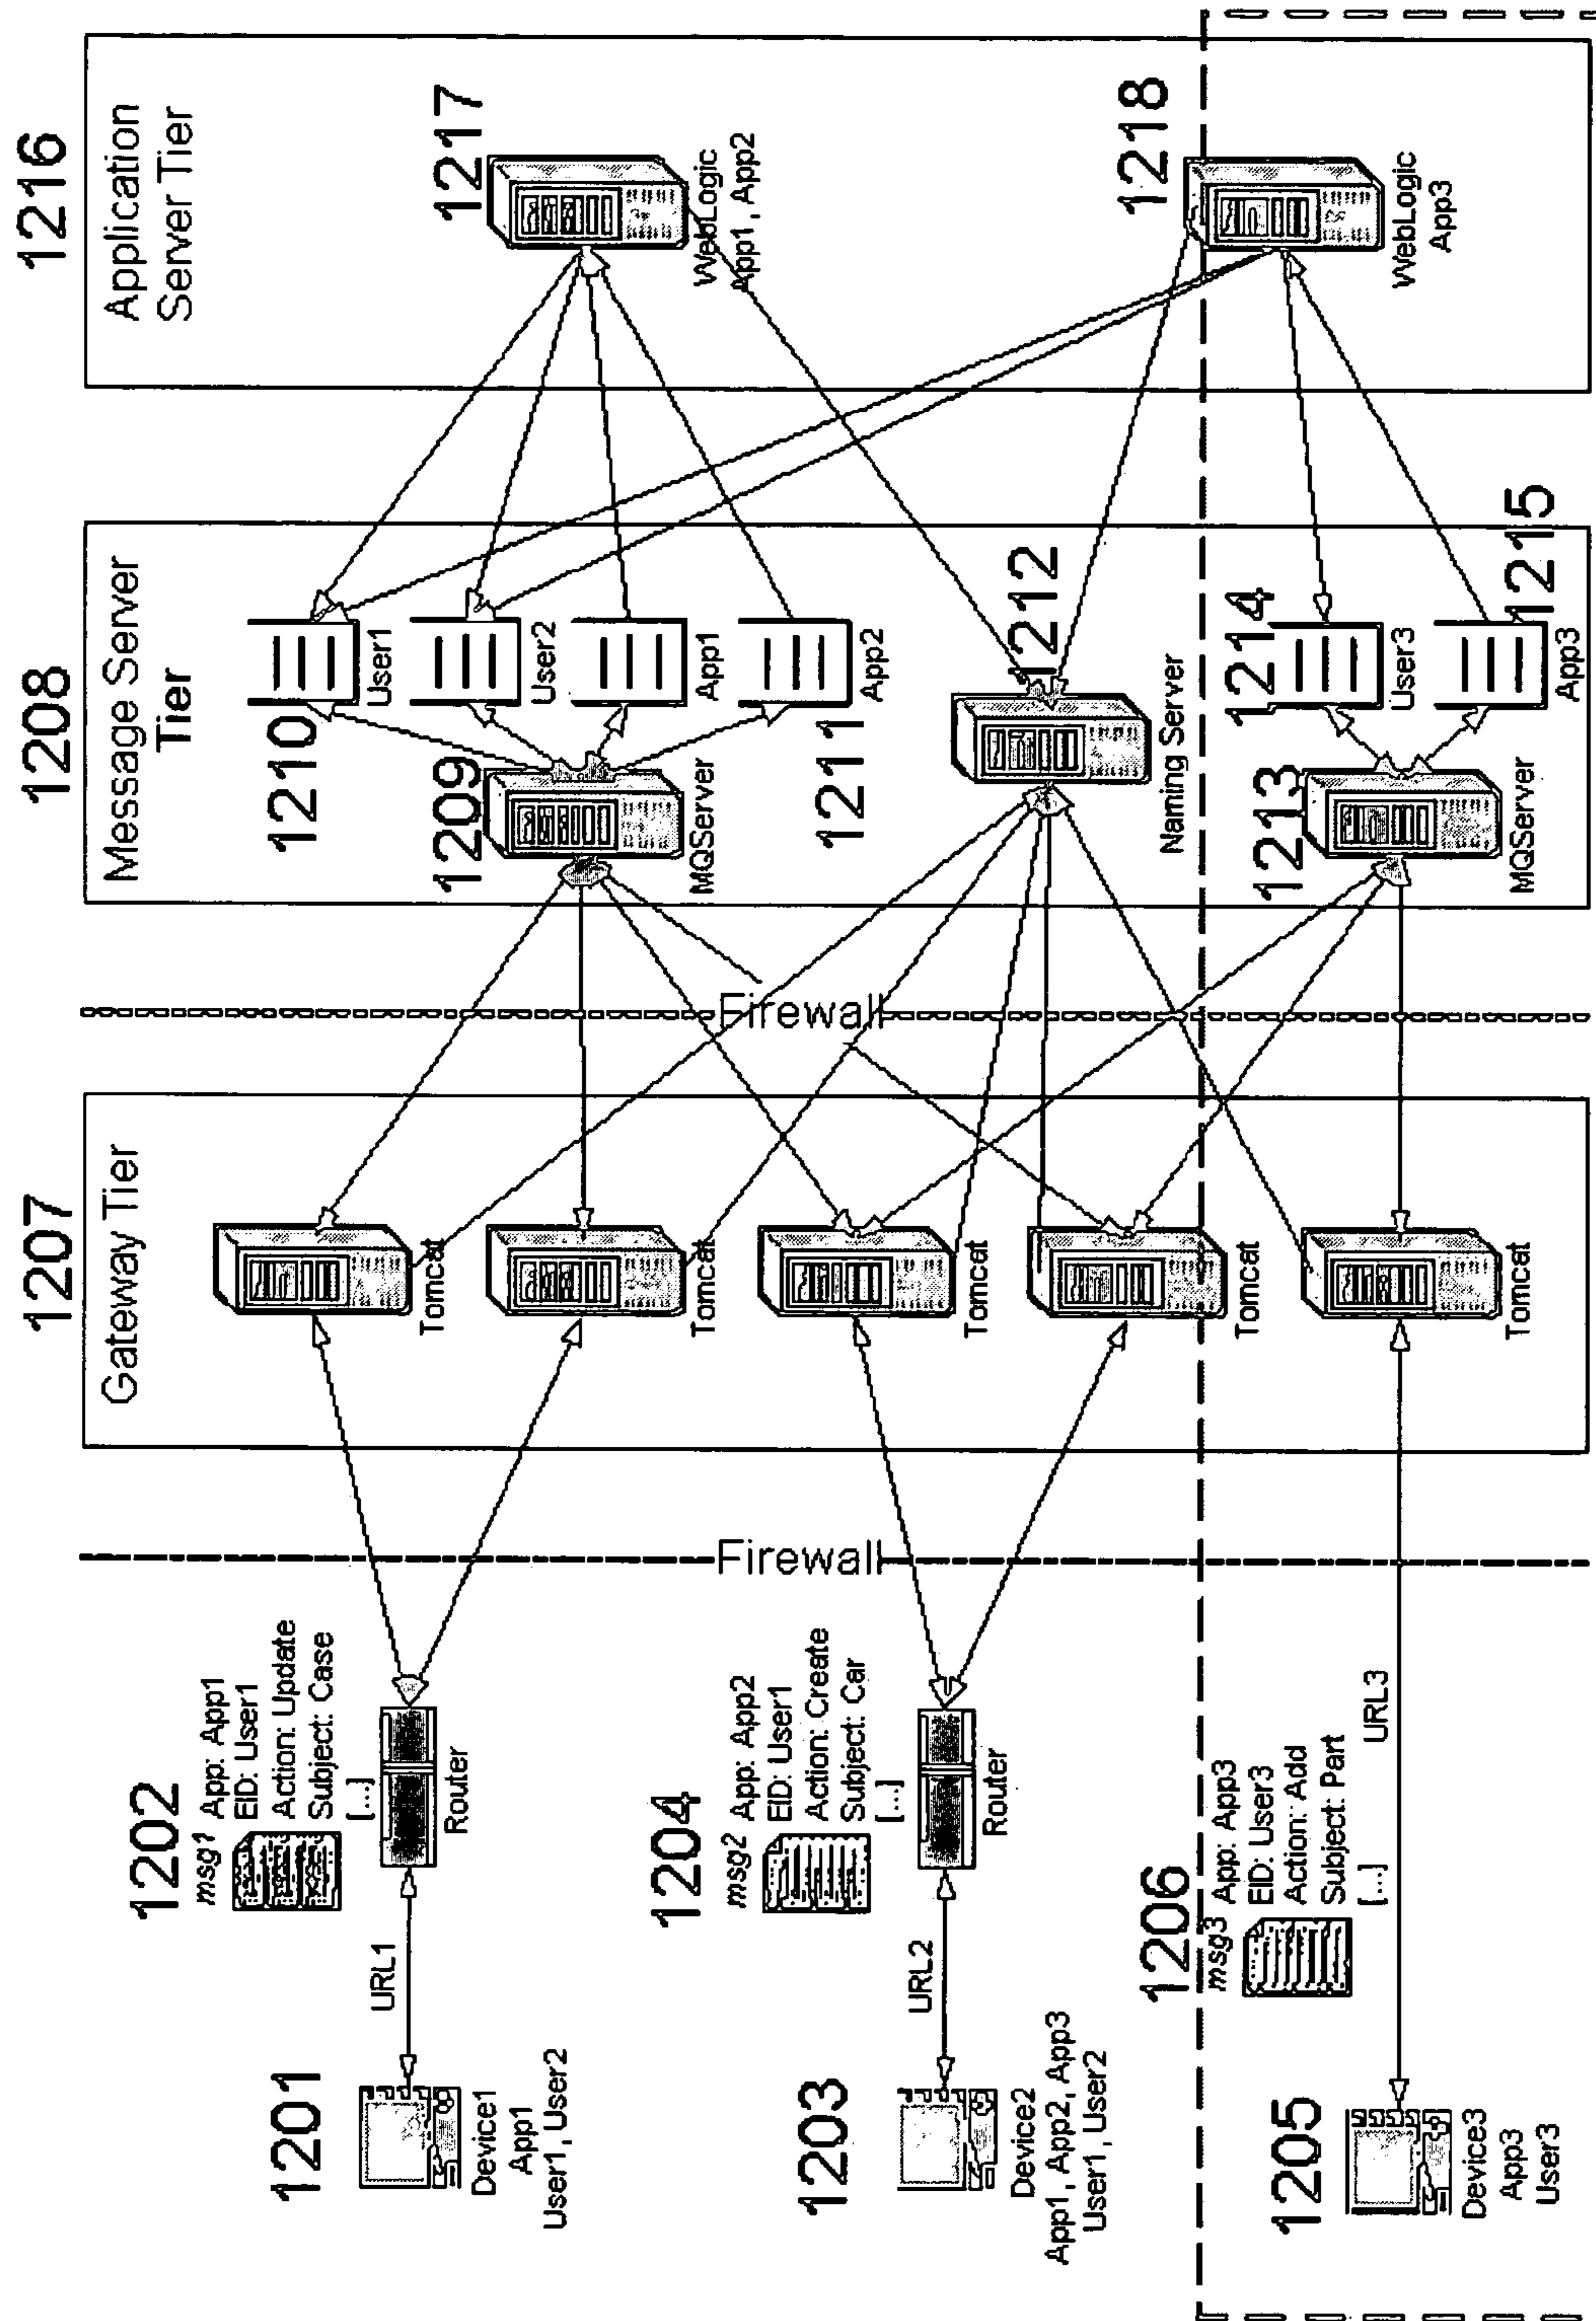 1201
Device1
App1
User1, User2
URL1
1202
msg1
App: App1
EID: User1
Action: Update
Subject: Case
[...]
Router
1203
Device2
App1, App2, App3
User1, User2
URL2
1204
msg2
App: App2
EID: User1
Action: Create
Subject: Car
[...]
Router
1205
Device3
App3
User3
1206
msg3
App: App3
EID: User3
Action: Add
Subject: Part
[...]
URL3
Firewall
1207
Gateway Tier
Tomcat
Tomcat
Tomcat
Tomcat
Tomcat
Firewall
1208
Message Server
Tier
1209
MQServer
1210
User1
User2
App1
1211
App2
1212
Naming Server
1213
MQServer
1214
User3
1215
App3
1216
Application
Server Tier
1217
WebLogic
App1, App2
1218
WebLogic
App3